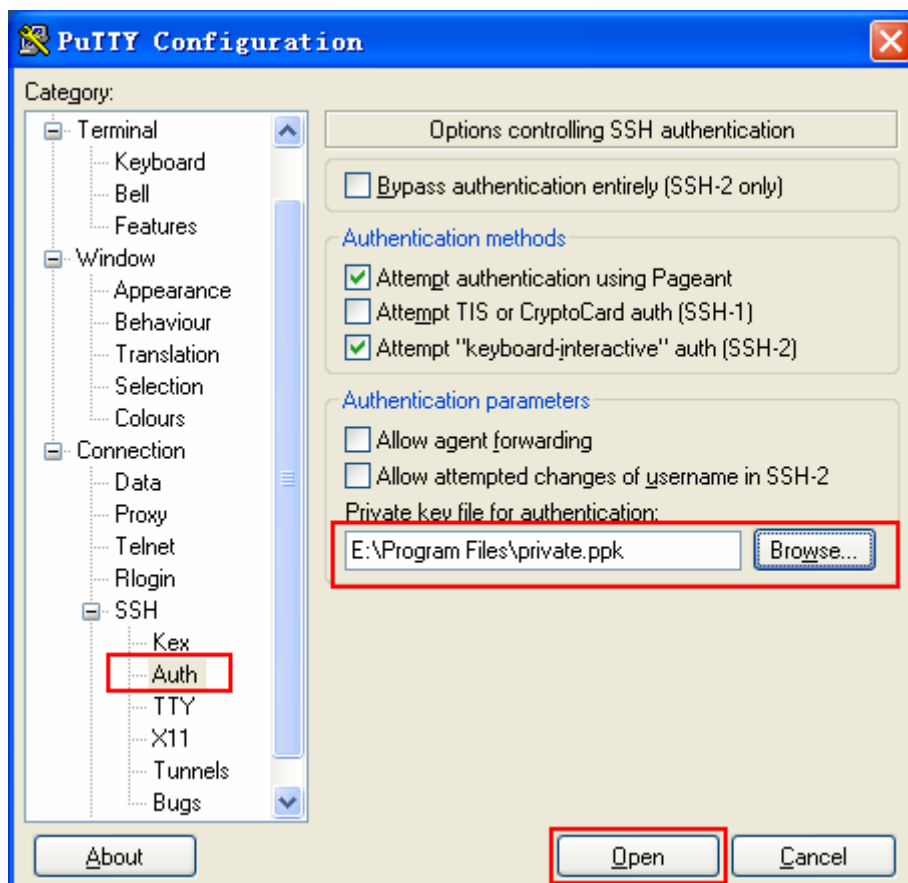 PuTTY Configuration
Category:
Terminal
Keyboard
Bell
Features
Window
Appearance
Behaviour
Translation
Selection
Colours
Connection
Data
Proxy
Telnet
Rlogin
SSH
Kex
Auth
TTY
X11
Tunnels
Bugs
Options controlling SSH authentication
Bypass authentication entirely (SSH-2 only)
Authentication methods
Attempt authentication using Pageant
Attempt TIS or CryptoCard auth (SSH-1)
Attempt "keyboard-interactive" auth (SSH-2)
Authentication parameters
Allow agent forwarding
Allow attempted changes of username in SSH-2
Private key file for authentication:
E:\Program Files\private.ppk
Browse...
About
Open
Cancel